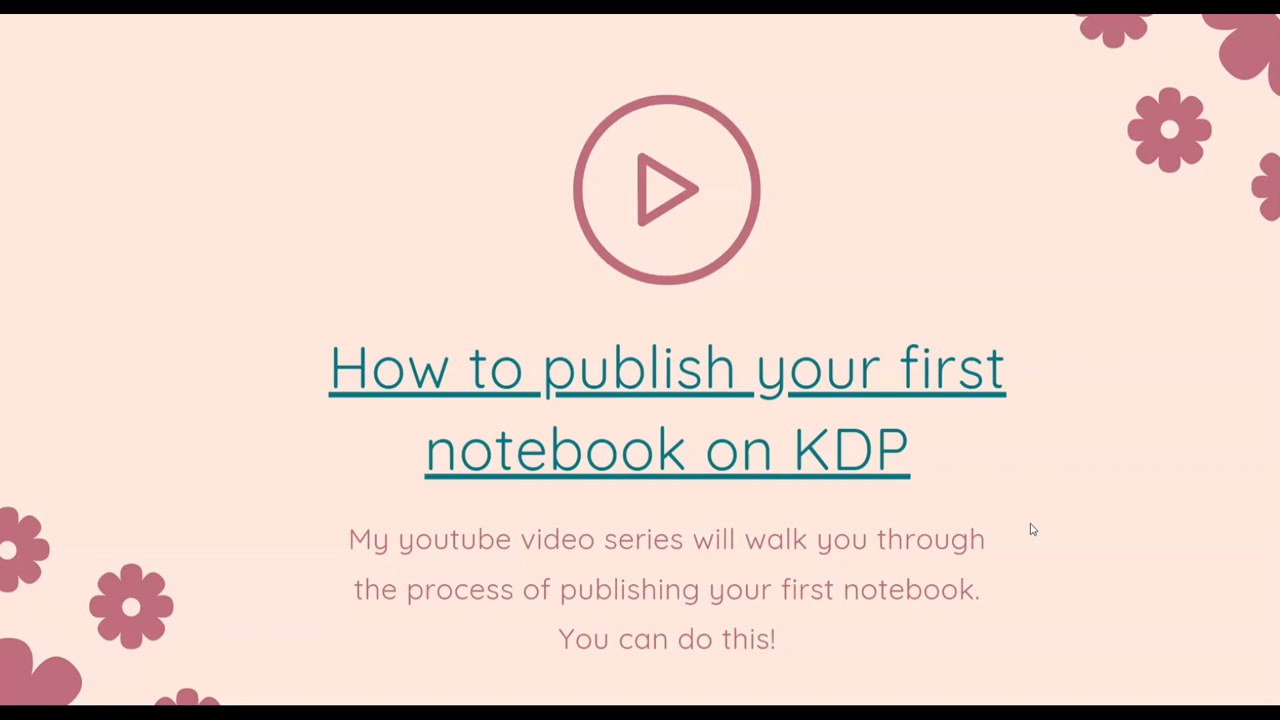 How to publish your first
notebook on KDP
My youtube video series will walk you through
the process of publishing your first notebook.
You can do this!